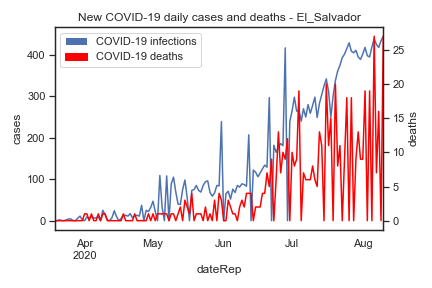 New COVID-19 daily cases and deaths - El_Salvador
COVID-19 infections
COVID-19 deaths
cases
400
300
200
100
0
deaths
25
20
15
10
5
0
Apr
2020
May
Jun
Jul
Aug
dateRep